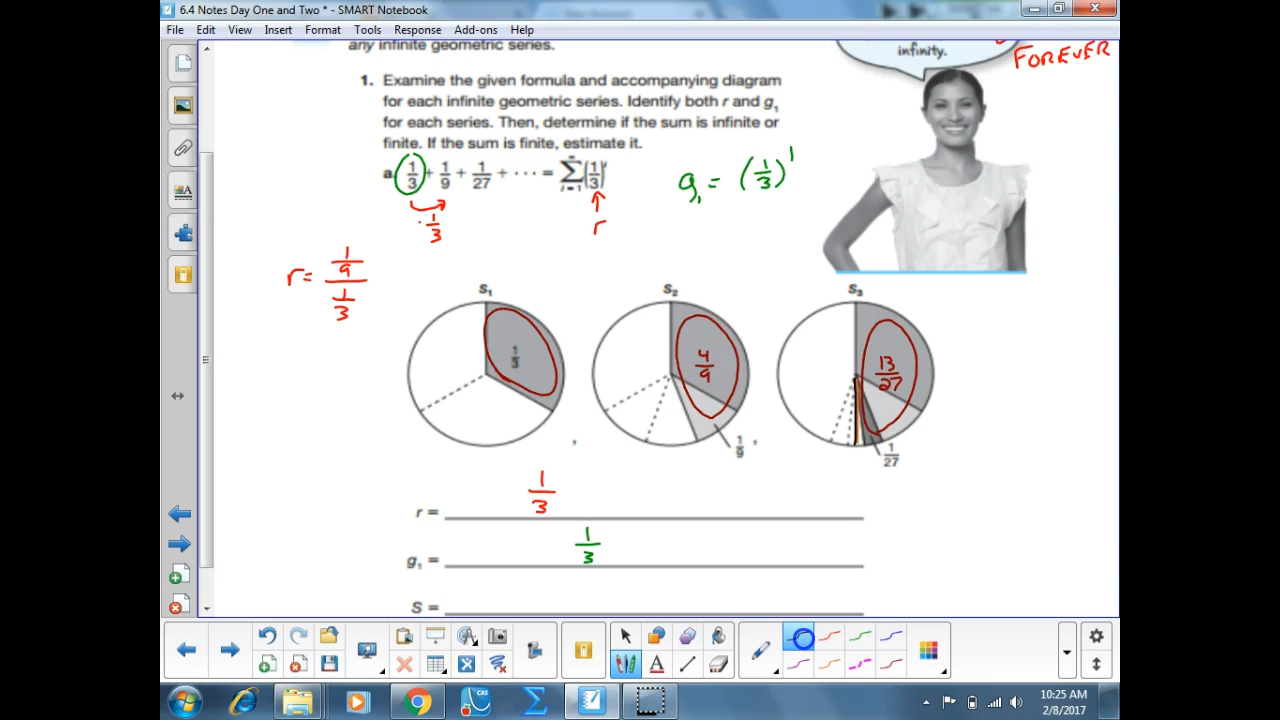 6.4 Notes Day One and Two * - SMART Notebook
File Edit View Insert Format Tools Response Add-ons Help
any infinite geometric series.
infinity.
FOREVER
1. Examine the given formula and accompanying diagram
for each infinite geometric series. Identify both r and g₁
for each series. Then, determine if the sum is infinite or
finite. If the sum is finite, estimate it.
a. 1/3 + 1/9 + 1/27 + ··· = ∑ i=1 (1/3)
g₁ = (1/3)^1
· 1/3
r
r = 1/9 / 1/3
S₁ S₂ S₃
1/3
4/9
13/27
, 1/9 , 1/27
1/3
r =
1/3
g₁ =
S =
CAS
10:25 AM
2/8/2017